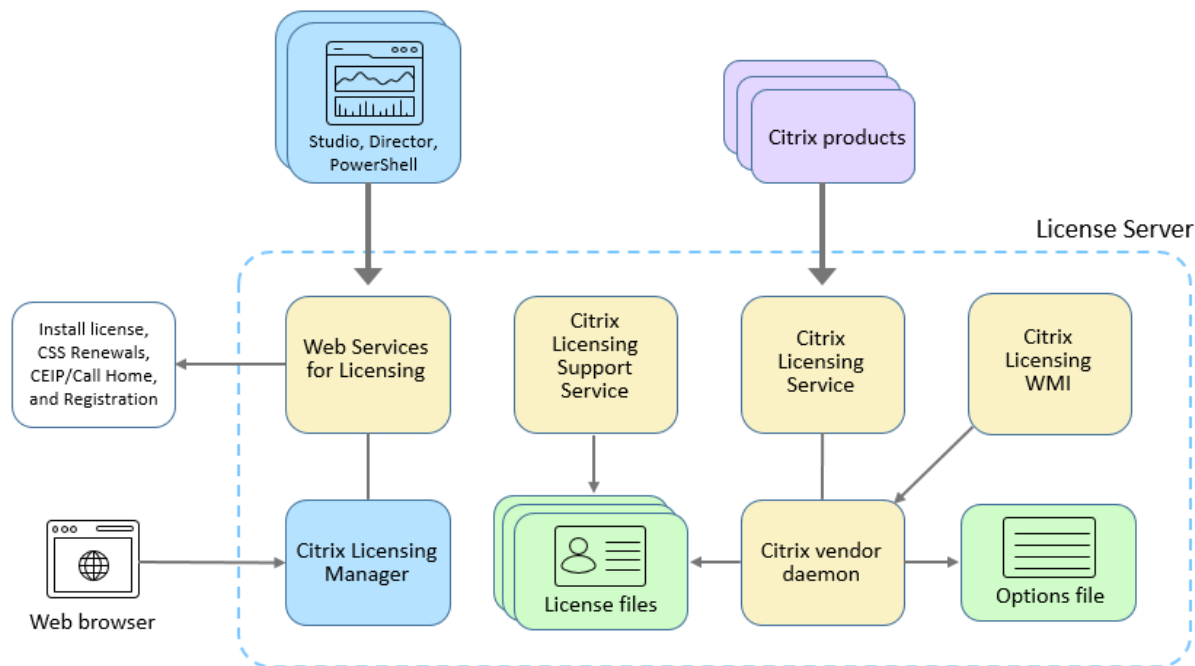 Studio, Director,
PowerShell
Citrix products
License Server
Install license,
CSS Renewals,
CEIP/Call Home,
and Registration
Web Services
for Licensing
Citrix
Licensing
Support
Service
Citrix
Licensing
Service
Citrix
Licensing
WMI
Web browser
Citrix Licensing
Manager
License files
Citrix vendor
daemon
Options file